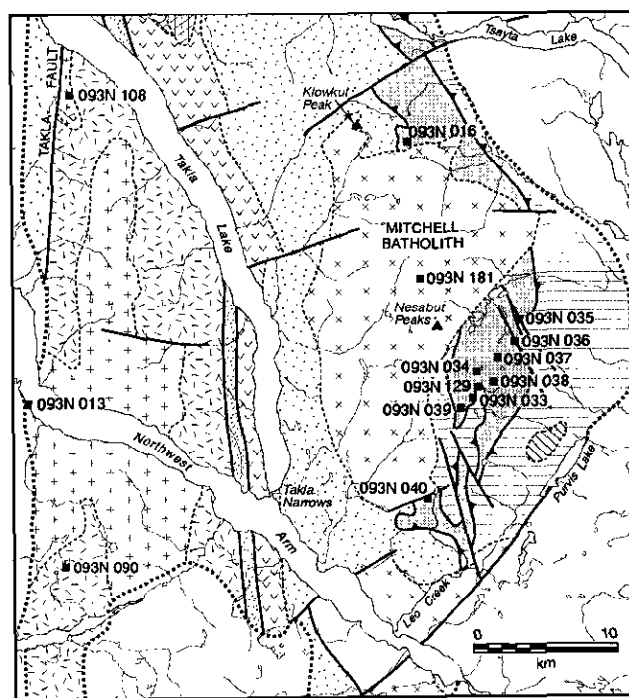 Tsayta
Lake
TAKLA FAULT
093N 108
Klowkut
Peak
093N 016
Takla
Lake
MITCHELL
BATHOLITH
093N 181
Nesabut
Peaks
093N 035
093N 036
093N 037
093N 034
093N 038
093N 129
093N 033
093N 039
093N 013
Northwest
Arm
Takla
Narrows
093N 040
Purvis Lake
093N 090
Leo Creek
0 10
km